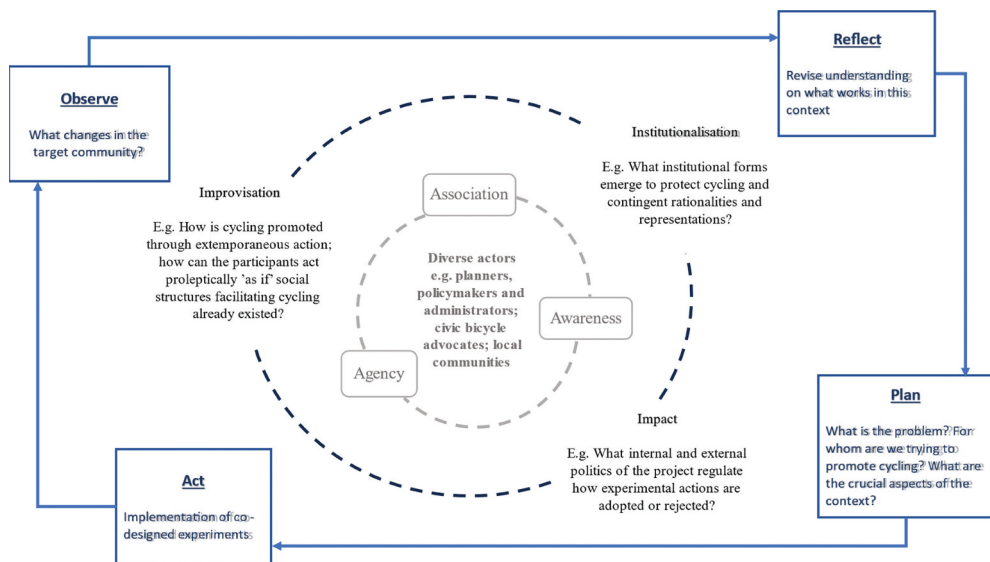 Reflect
Revise understanding
on what works in this
context
Observe
What changes in the
target community?
Institutionalisation
E.g. What institutional forms
emerge to protect cycling and
contingent rationalities and
representations?
Improvisation
E.g. How is cycling promoted
through extemporaneous action;
how can the participants act
proleptically 'as if' social
structures facilitating cycling
already existed?
Association
Diverse actors
e.g. planners,
policymakers and
administrators;
civic bicycle
advocates; local
communities
Awareness
Agency
Plan
What is the problem? For
whom are we trying to
promote cycling? What are
the crucial aspects of the
context?
Impact
E.g. What internal and external
politics of the project regulate
how experimental actions are
adopted or rejected?
Act
Implementation of co-
designed experiments